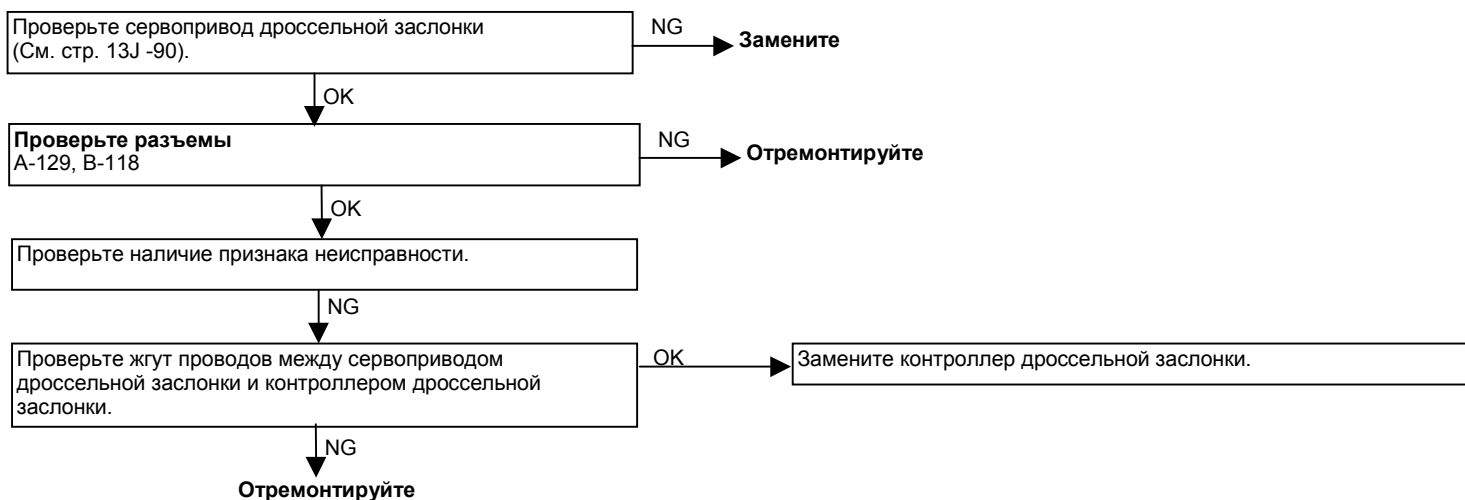 Проверьте сервопривод дроссельной заслонки
(См. стр. 13J -90).
NG
Замените
OK
Проверьте разъемы
A-129, B-118
NG
Отремонтируйте
OK
Проверьте наличие признака неисправности.
NG
Проверьте жгут проводов между сервоприводом
дроссельной заслонки и контроллером дроссельной
заслонки.
OK
Замените контроллер дроссельной заслонки.
NG
Отремонтируйте